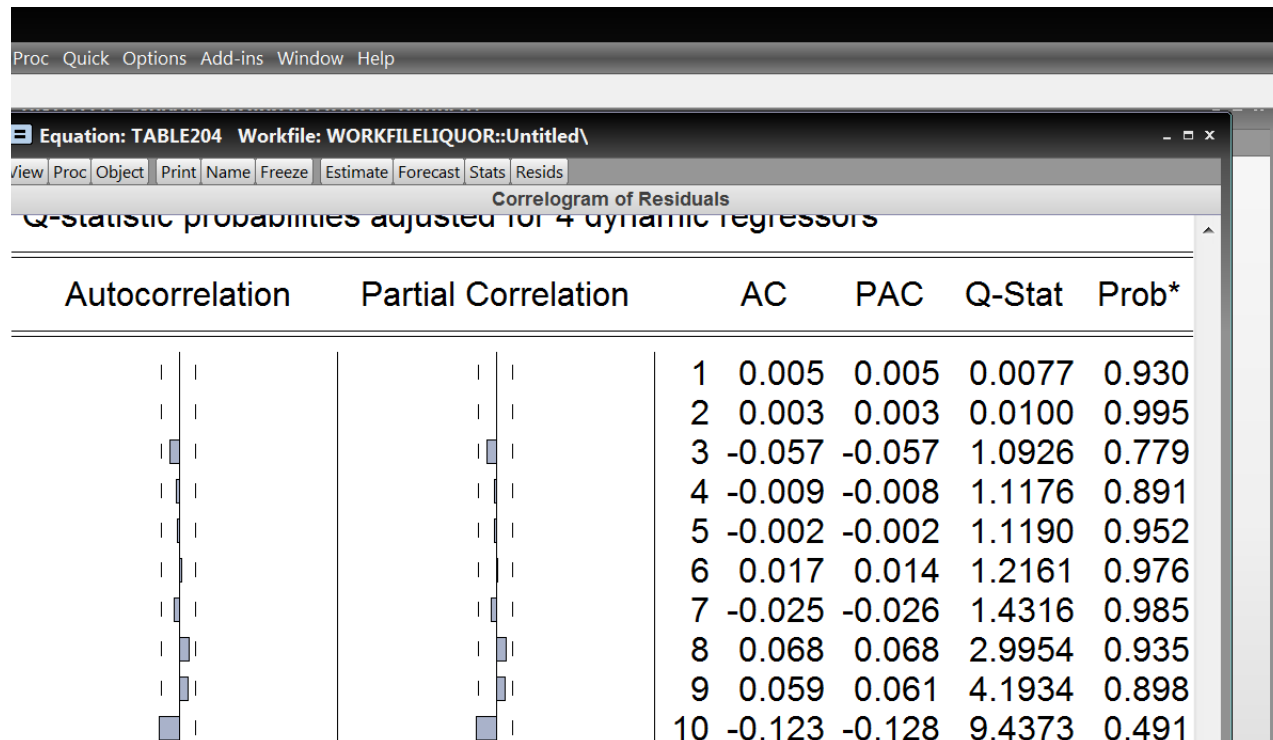 Proc Quick Options Add-ins Window Help
Equation: TABLE204 Workfile: WORKFILELIQUOR::Untitled\
View Proc Object Print Name Freeze Estimate Forecast Stats Resids
Correlogram of Residuals
Q-statistic probabilities adjusted for 4 dynamic regressors
Autocorrelation Partial Correlation AC PAC Q-Stat Prob*
1 0.005 0.005 0.0077 0.930
2 0.003 0.003 0.0100 0.995
3 -0.057 -0.057 1.0926 0.779
4 -0.009 -0.008 1.1176 0.891
5 -0.002 -0.002 1.1190 0.952
6 0.017 0.014 1.2161 0.976
7 -0.025 -0.026 1.4316 0.985
8 0.068 0.068 2.9954 0.935
9 0.059 0.061 4.1934 0.898
10 -0.123 -0.128 9.4373 0.491